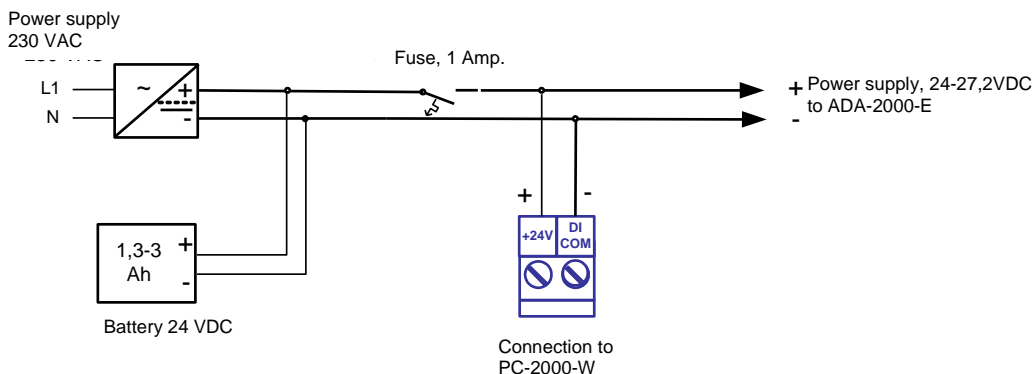 Power supply
230 VAC
Fuse, 1 Amp.
L1
N
~
+
-
+ Power supply, 24-27,2VDC
- to ADA-2000-E
+
-
+24V
DI
COM
1,3-3
Ah
+
-
Battery 24 VDC
Connection to
PC-2000-W